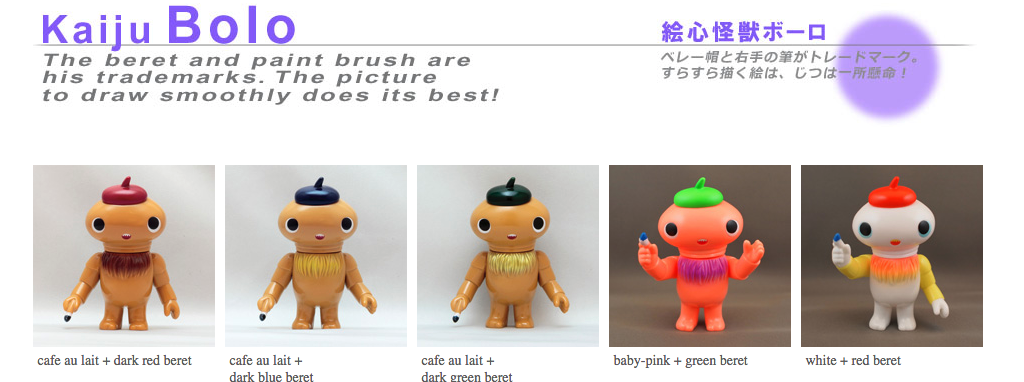 Kaiju Bolo
The beret and paint brush are
his trademarks. The picture
to draw smoothly does its best!
絵心怪獣ボーロ
ベレー帽と右手の筆がトレードマーク。
すらすら描く絵は、じつは一所懸命！
cafe au lait + dark red beret
cafe au lait +
dark blue beret
cafe au lait +
dark green beret
baby-pink + green beret
white + red beret